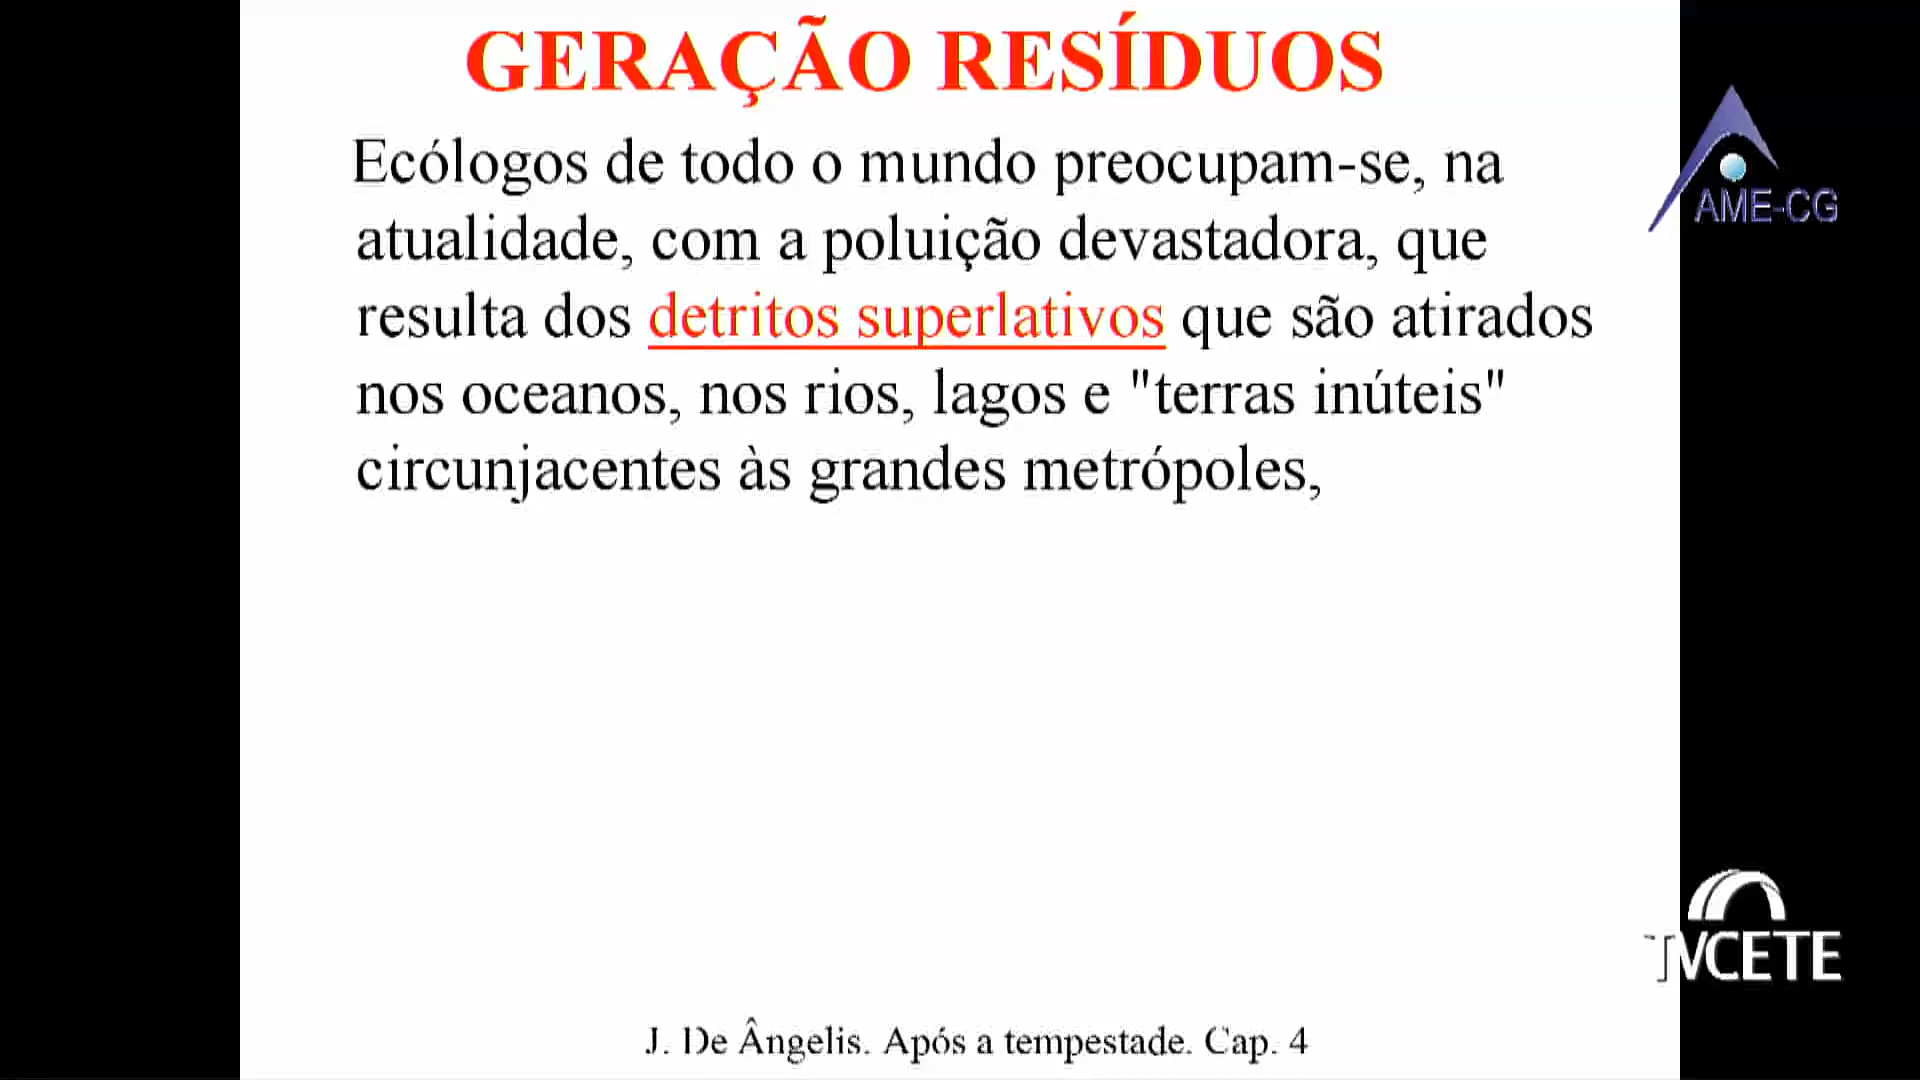 GERAÇÃO RESÍDUOS
Ecólogos de todo o mundo preocupam-se, na
atualidade, com a poluição devastadora, que
resulta dos detritos superlativos que são atirados
nos oceanos, nos rios, lagos e "terras inúteis"
circunjacentes às grandes metrópoles,
AME-CG
TVCETE
J. De Ângelis. Após a tempestade. Cap. 4